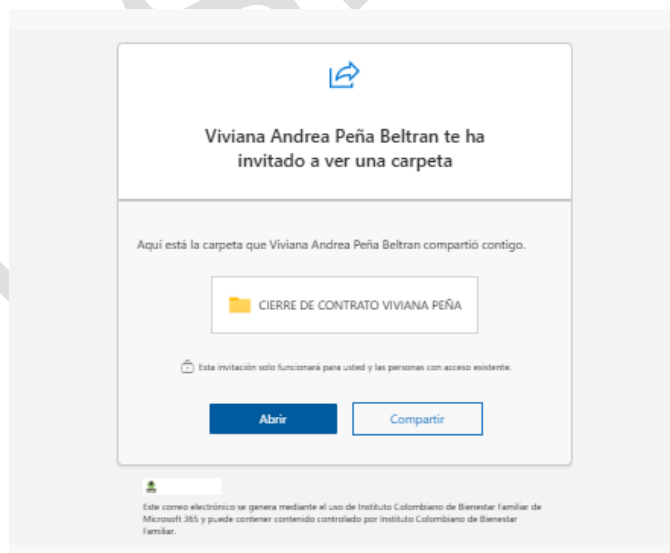 Viviana Andrea Peña Beltran te ha
invitado a ver una carpeta
Aquí está la carpeta que Viviana Andrea Peña Beltran compartió contigo.
CIERRE DE CONTRATO VIVIANA PEÑA
Esta invitación solo funcionará para usted y las personas con acceso existente.
Abrir
Compartir
Este correo electrónico se genera mediante el uso de Instituto Colombiano de Bienestar Familiar de
Microsoft 365 y puede contener contenido controlado por Instituto Colombiano de Bienestar
Familiar.